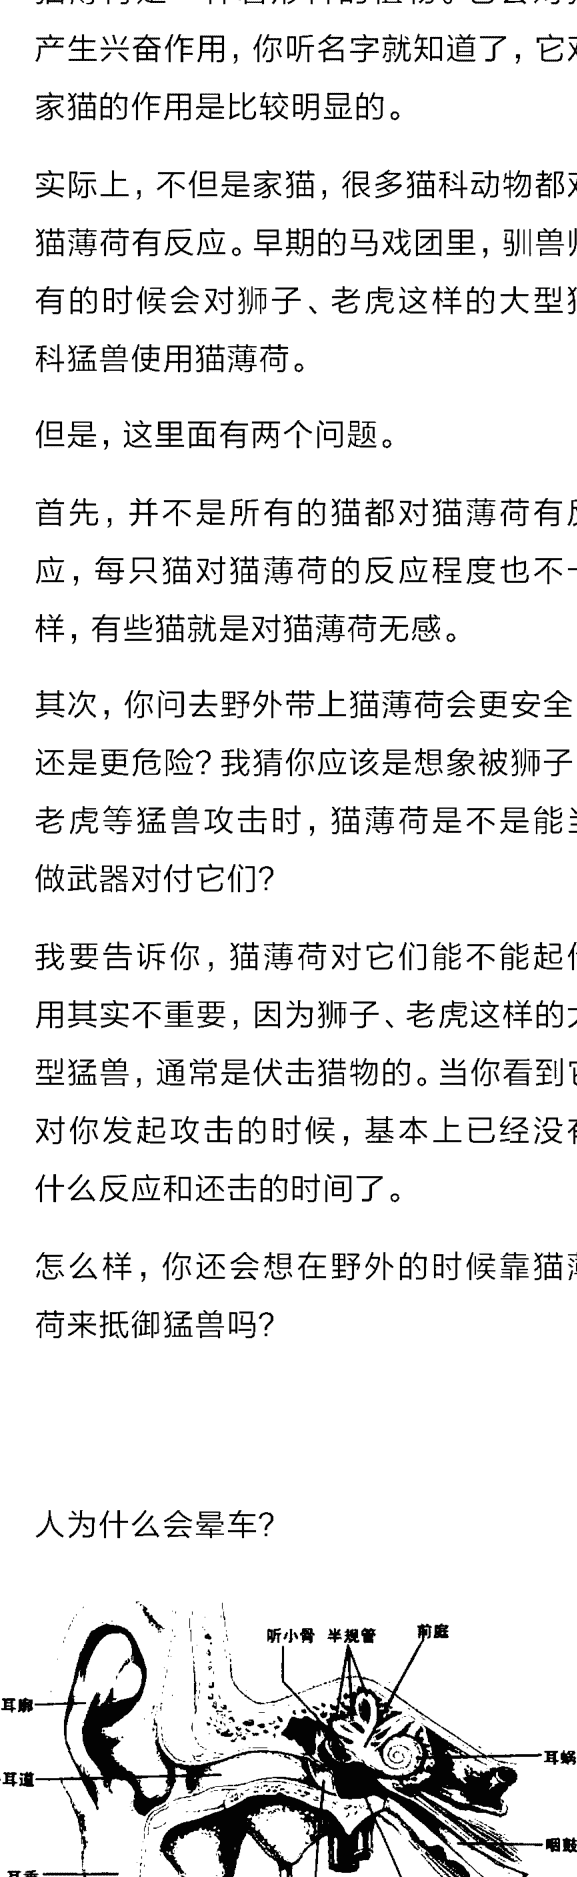 产生兴奋作用，你听名字就知道了，它
家猫的作用是比较明显的。
实际上，不但是家猫，很多猫科动物都
猫薄荷有反应。早期的马戏团里，驯兽
有的时候会对狮子、老虎这样的大型
科猛兽使用猫薄荷。
但是，这里面有两个问题。
首先，并不是所有的猫都对猫薄荷有
应，每只猫对猫薄荷的反应程度也不一
样，有些猫就是对猫薄荷无感。
其次，你问去野外带上猫薄荷会更安全
还是更危险？我猜你应该是想象被狮子
老虎等猛兽攻击时，猫薄荷是不是能
做武器对付它们？
我要告诉你，猫薄荷对它们能不能起
用其实不重要，因为狮子、老虎这样的
型猛兽，通常是伏击猎物的。当你看到
对你发起攻击的时候，基本上已经没
什么反应和还击的时间了。
怎么样，你还会想在野外的时候靠猫
荷来抵御猛兽吗？
人为什么会晕车？
听小骨 半规管 前庭
耳廓
耳蜗
耳道
咽鼓